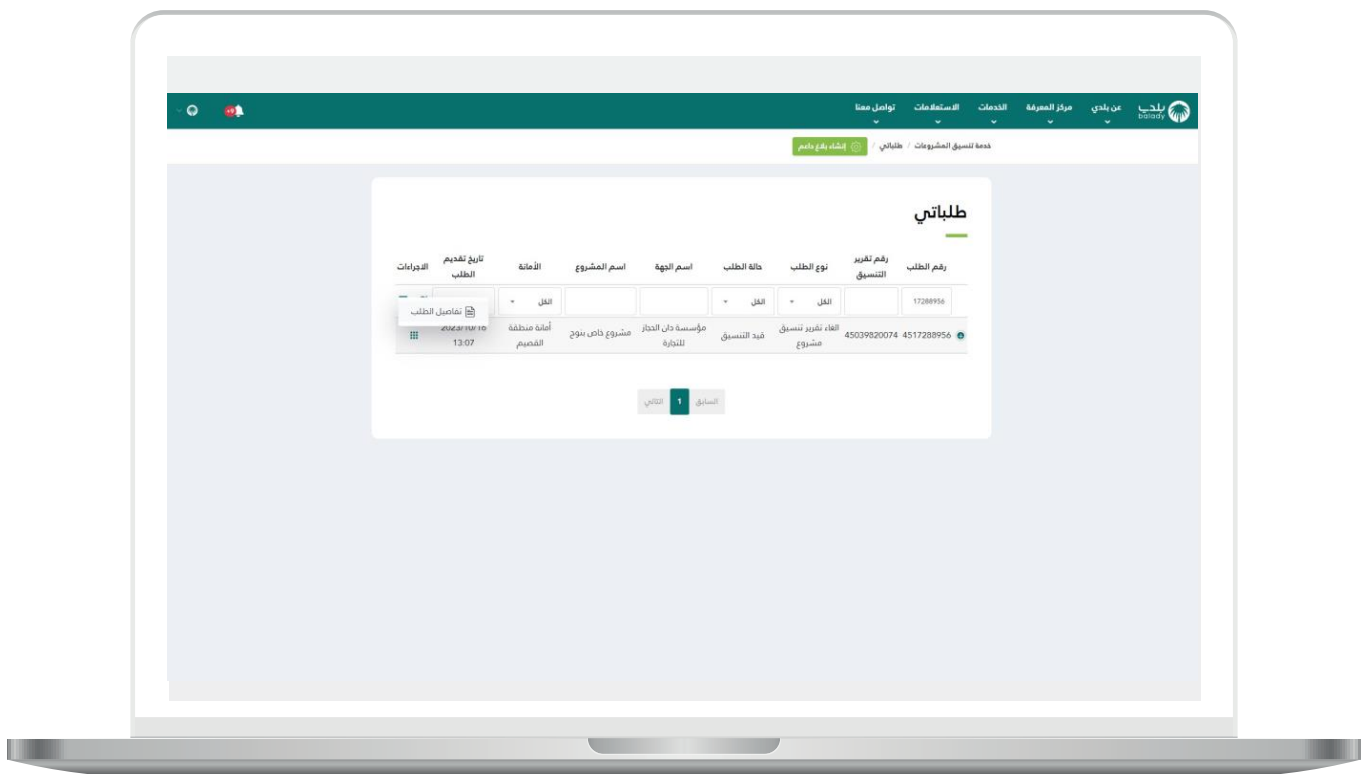 بلدي
balady
عن بلدي
مركز المعرفة
الخدمات
الاستعلامات
تواصل معنا
+9
خدمة تنسيق المشروعات / طلباتي / إنشاء بلاغ داعم
طلباتي
رقم الطلب
رقم تقرير التنسيق
نوع الطلب
حالة الطلب
اسم الجهة
اسم المشروع
الأمانة
تاريخ تقديم الطلب
الاجراءات
17288956
الكل
الكل
الكل
تفاصيل الطلب
4517288956
45039820074
الغاء تقرير تنسيق مشروع
قيد التنسيق
مؤسسة دان الحجاز للتجارة
مشروع خاص بنوح
أمانة منطقة القصيم
2023/10/16 13:07
السابق
1
التالي